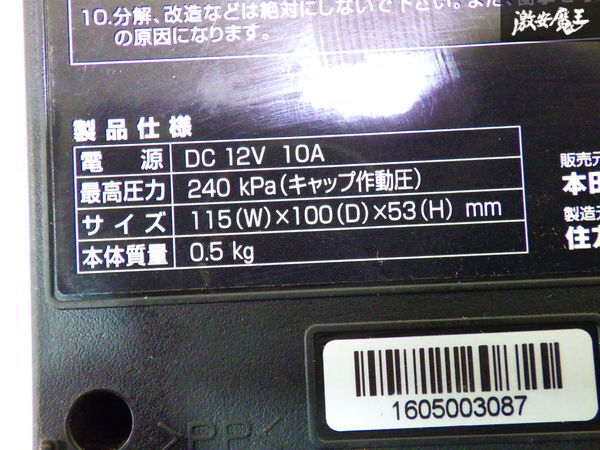 激安魔王
10.分解、改造などは絶対にしないで下さい。また、衝撃
の原因になります。
製品仕様
電 源 DC 12V 10A
最高圧力 240 kPa(キャップ作動圧)
サイズ 115(W)×100(D)×53(H) mm
本体質量 0.5 kg
販売元
本田
製造元
住友
1605003087
>PP<